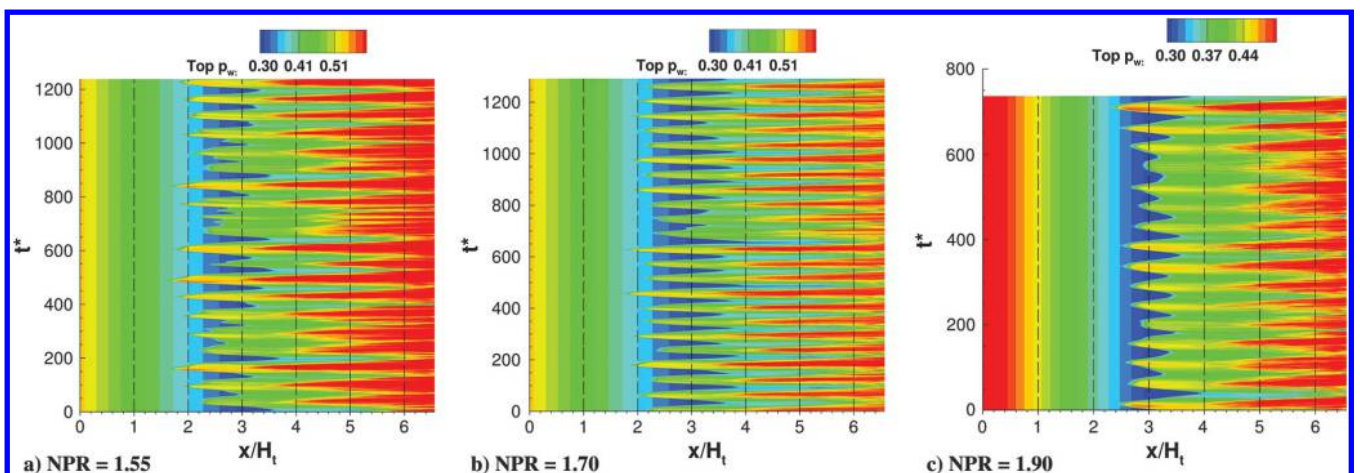 Top p_w: 0.30 0.41 0.51
1200
1000
800
600
400
200
0
t*
0 1 2 3 4 5 6
x/H_t
a) NPR = 1.55
Top p_w: 0.30 0.41 0.51
1200
1000
800
600
400
200
0
t*
0 1 2 3 4 5 6
x/H_t
b) NPR = 1.70
Top p_w: 0.30 0.37 0.44
800
600
400
200
0
t*
0 1 2 3 4 5 6
x/H_t
c) NPR = 1.90